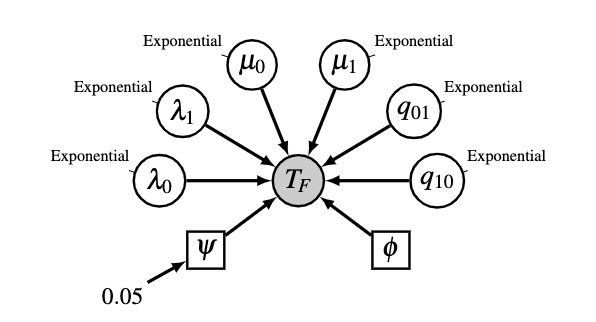 Exponential
μ0
μ1
Exponential
Exponential
λ1
q01
Exponential
Exponential
λ0
TF
q10
Exponential
ψ
ϕ
0.05